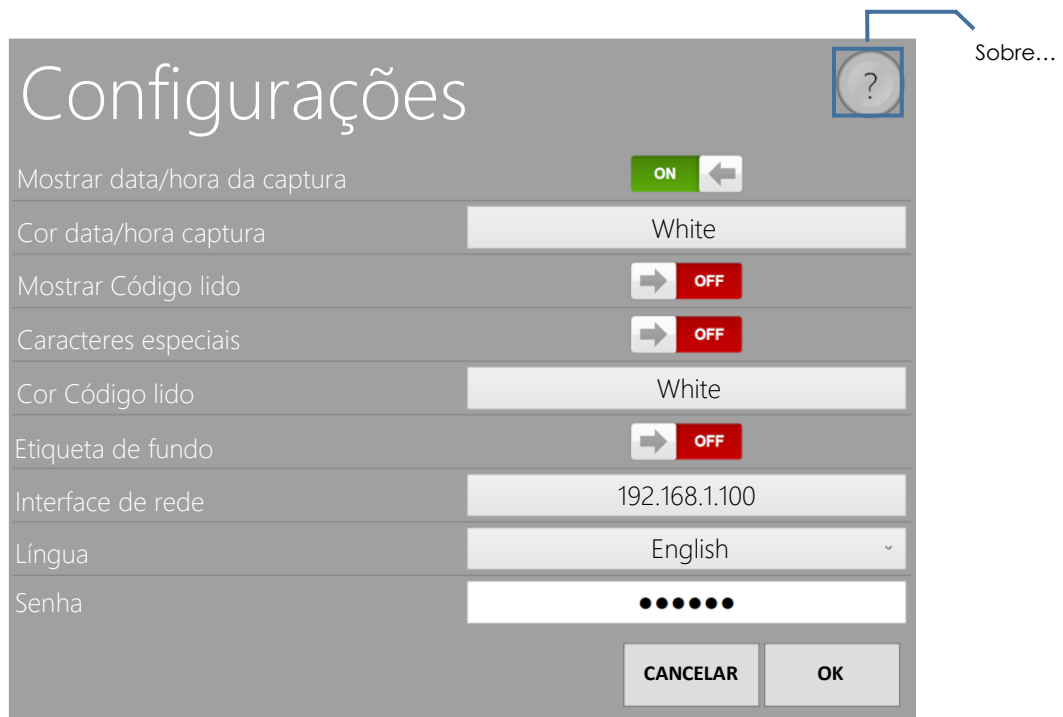 Sobre...
Configurações ?
Mostrar data/hora da captura ON
Cor data/hora captura White
Mostrar Código lido OFF
Caracteres especiais OFF
Cor Código lido White
Etiqueta de fundo OFF
Interface de rede 192.168.1.100
Língua English
Senha ●●●●●●
CANCELAR OK